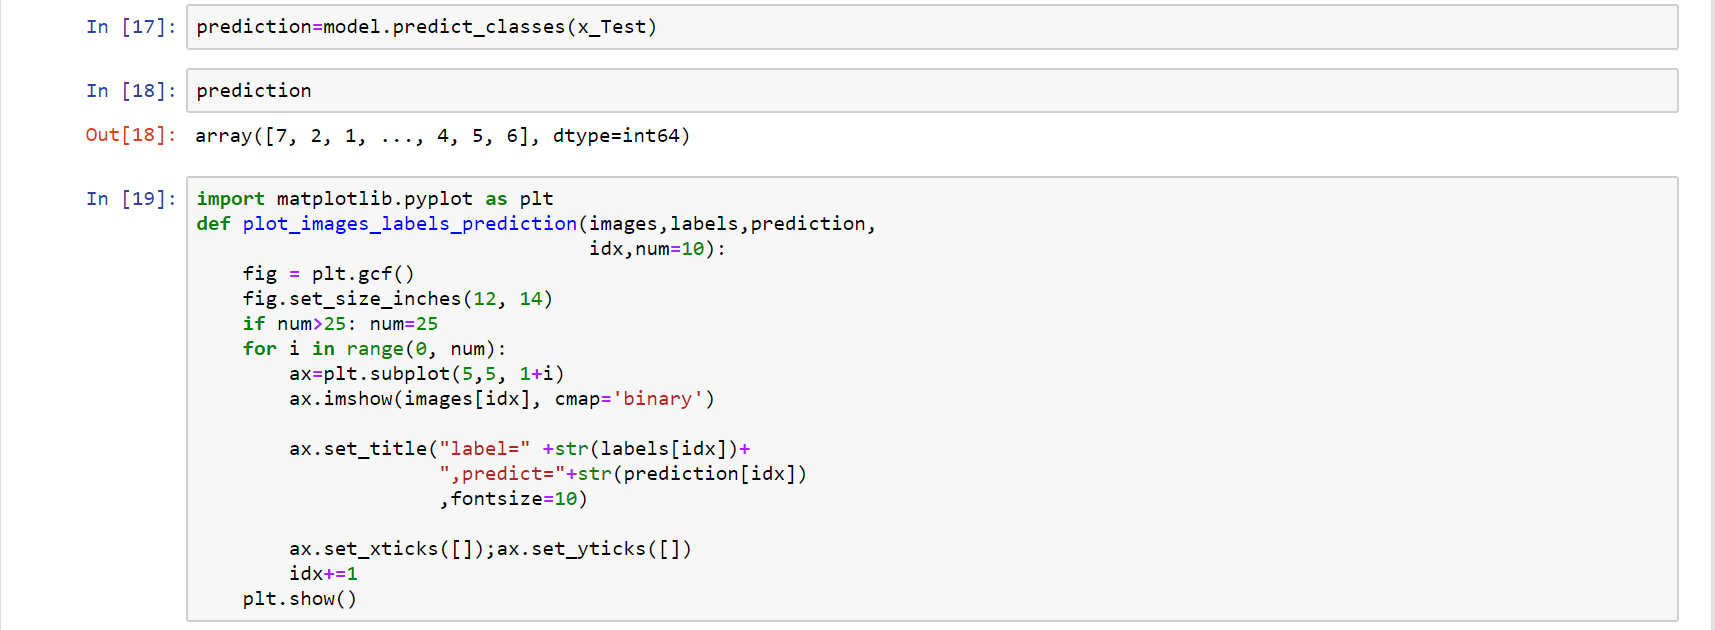 In [17]: prediction=model.predict_classes(x_Test)
In [18]: prediction
Out[18]: array([7, 2, 1, ..., 4, 5, 6], dtype=int64)
In [19]: import matplotlib.pyplot as plt
def plot_images_labels_prediction(images,labels,prediction,
                                  idx,num=10):
    fig = plt.gcf()
    fig.set_size_inches(12, 14)
    if num>25: num=25
    for i in range(0, num):
        ax=plt.subplot(5,5, 1+i)
        ax.imshow(images[idx], cmap='binary')
        ax.set_title("label=" +str(labels[idx])+
                     ",predict="+str(prediction[idx])
                     ,fontsize=10)
        ax.set_xticks([]);ax.set_yticks([])
        idx+=1
    plt.show()